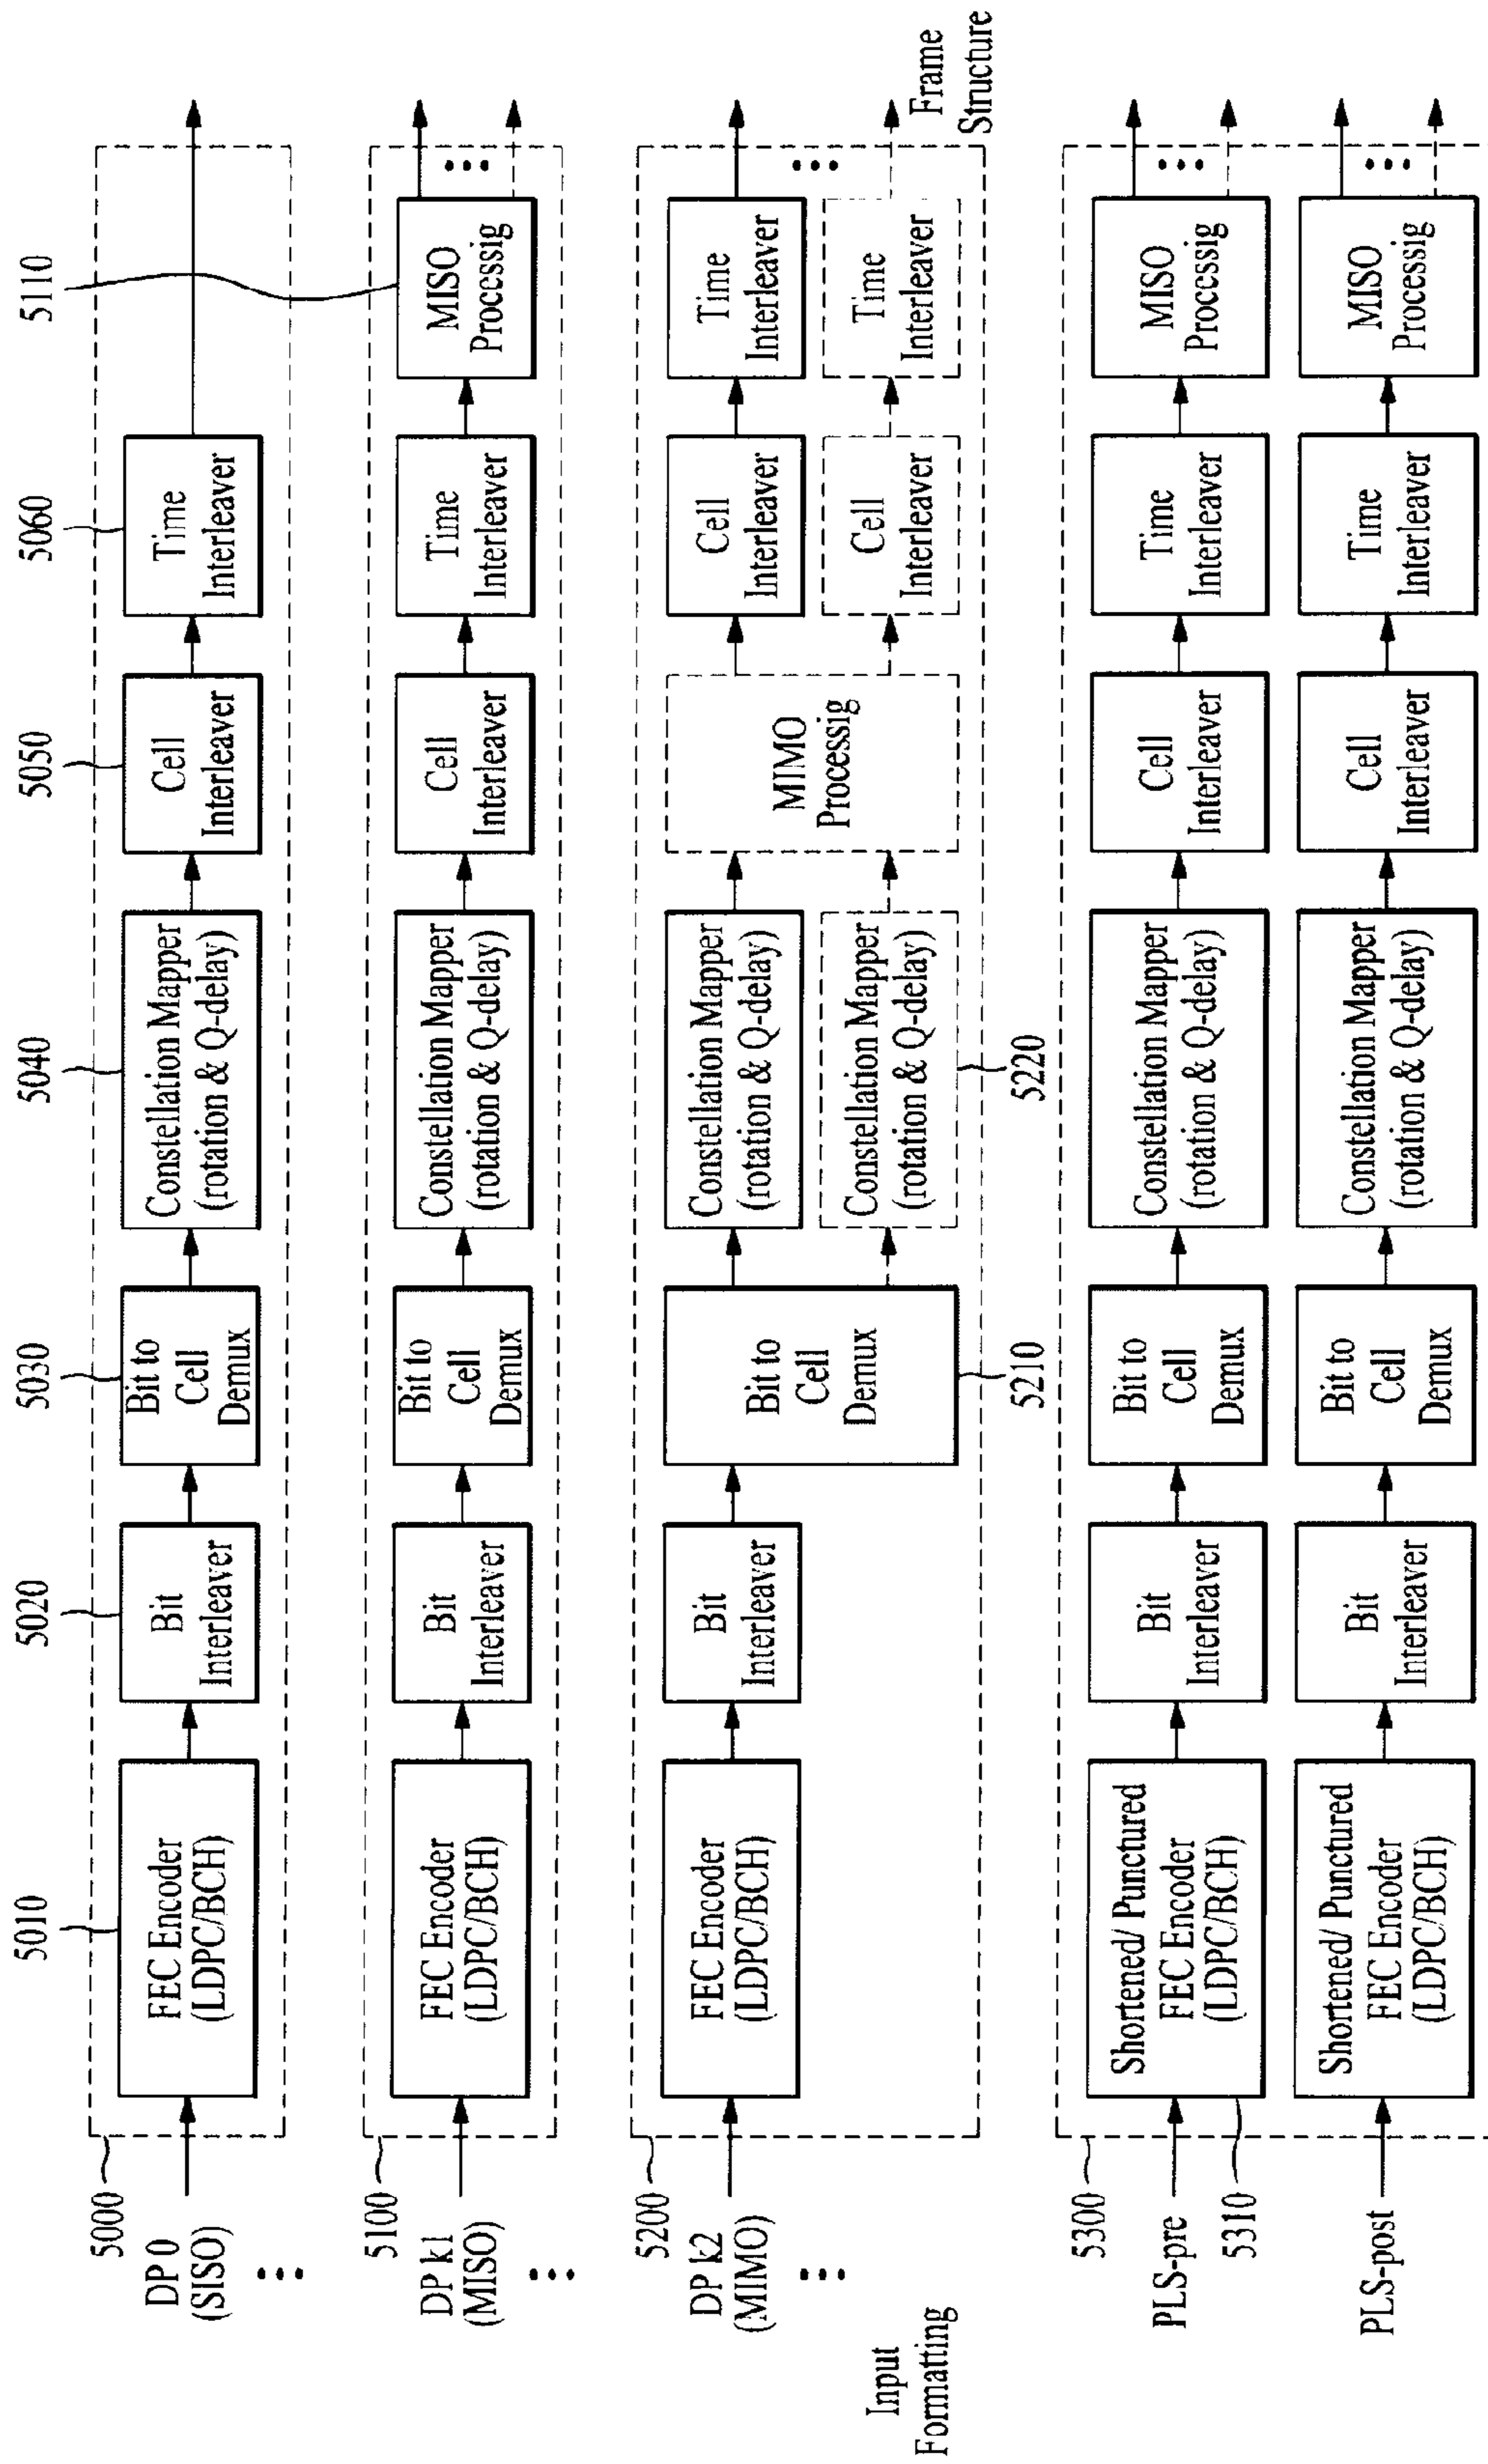 5010
5020
5030
5040
5050
5060
5110
5000
DP 0
(SISO)
FEC Encoder
(LDPC/BCH)
Bit
Interleaver
Bit to
Cell
Demux
Constellation Mapper
(rotation & Q-delay)
Cell
Interleaver
Time
Interleaver
5100
DP k1
(MISO)
FEC Encoder
(LDPC/BCH)
Bit
Interleaver
Bit to
Cell
Demux
Constellation Mapper
(rotation & Q-delay)
Cell
Interleaver
Time
Interleaver
MISO
Processig
5200
DP k2
(MIMO)
FEC Encoder
(LDPC/BCH)
Bit
Interleaver
Bit to
Cell
Demux
5210
Constellation Mapper
(rotation & Q-delay)
Constellation Mapper
(rotation & Q-delay)
5220
MIMO
Processig
Cell
Interleaver
Time
Interleaver
Cell
Interleaver
Time
Interleaver
Input
Formatting
Frame
Structure
5300
PLS-pre
5310
Shortened/ Punctured
FEC Encoder
(LDPC/BCH)
Bit
Interleaver
Bit to
Cell
Demux
Constellation Mapper
(rotation & Q-delay)
Cell
Interleaver
Time
Interleaver
MISO
Processig
PLS-post
Shortened/ Punctured
FEC Encoder
(LDPC/BCH)
Bit
Interleaver
Bit to
Cell
Demux
Constellation Mapper
(rotation & Q-delay)
Cell
Interleaver
Time
Interleaver
MISO
Processig